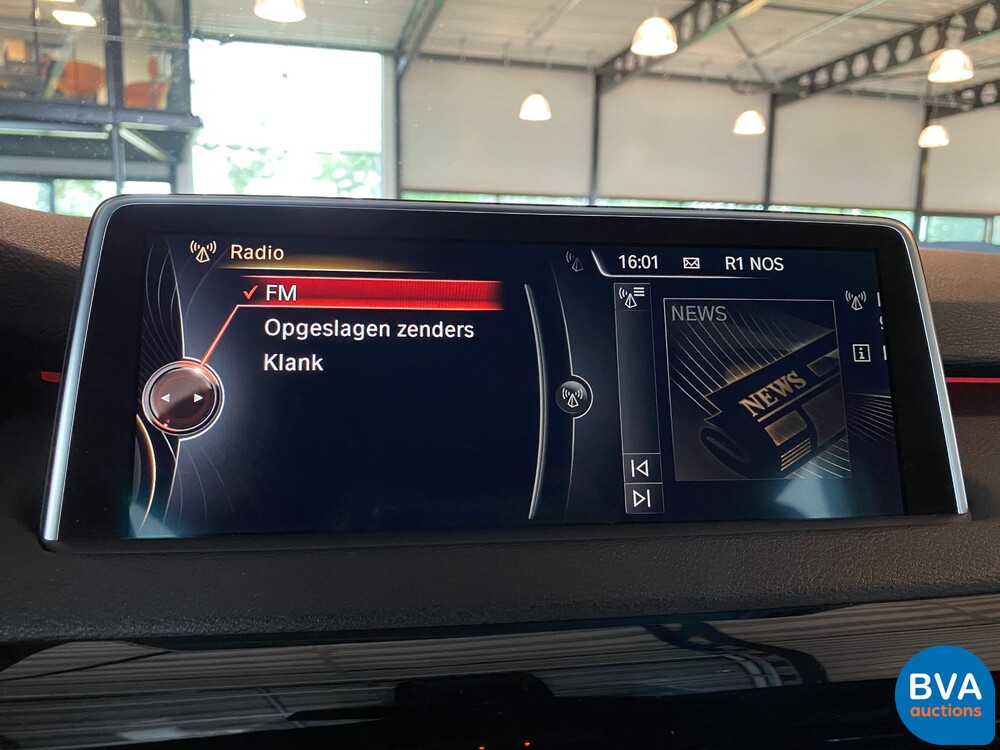 Radio
FM
Opgeslagen zenders
Klank
16:01
R1 NOS
NEWS
NEWS
BVA
auctions